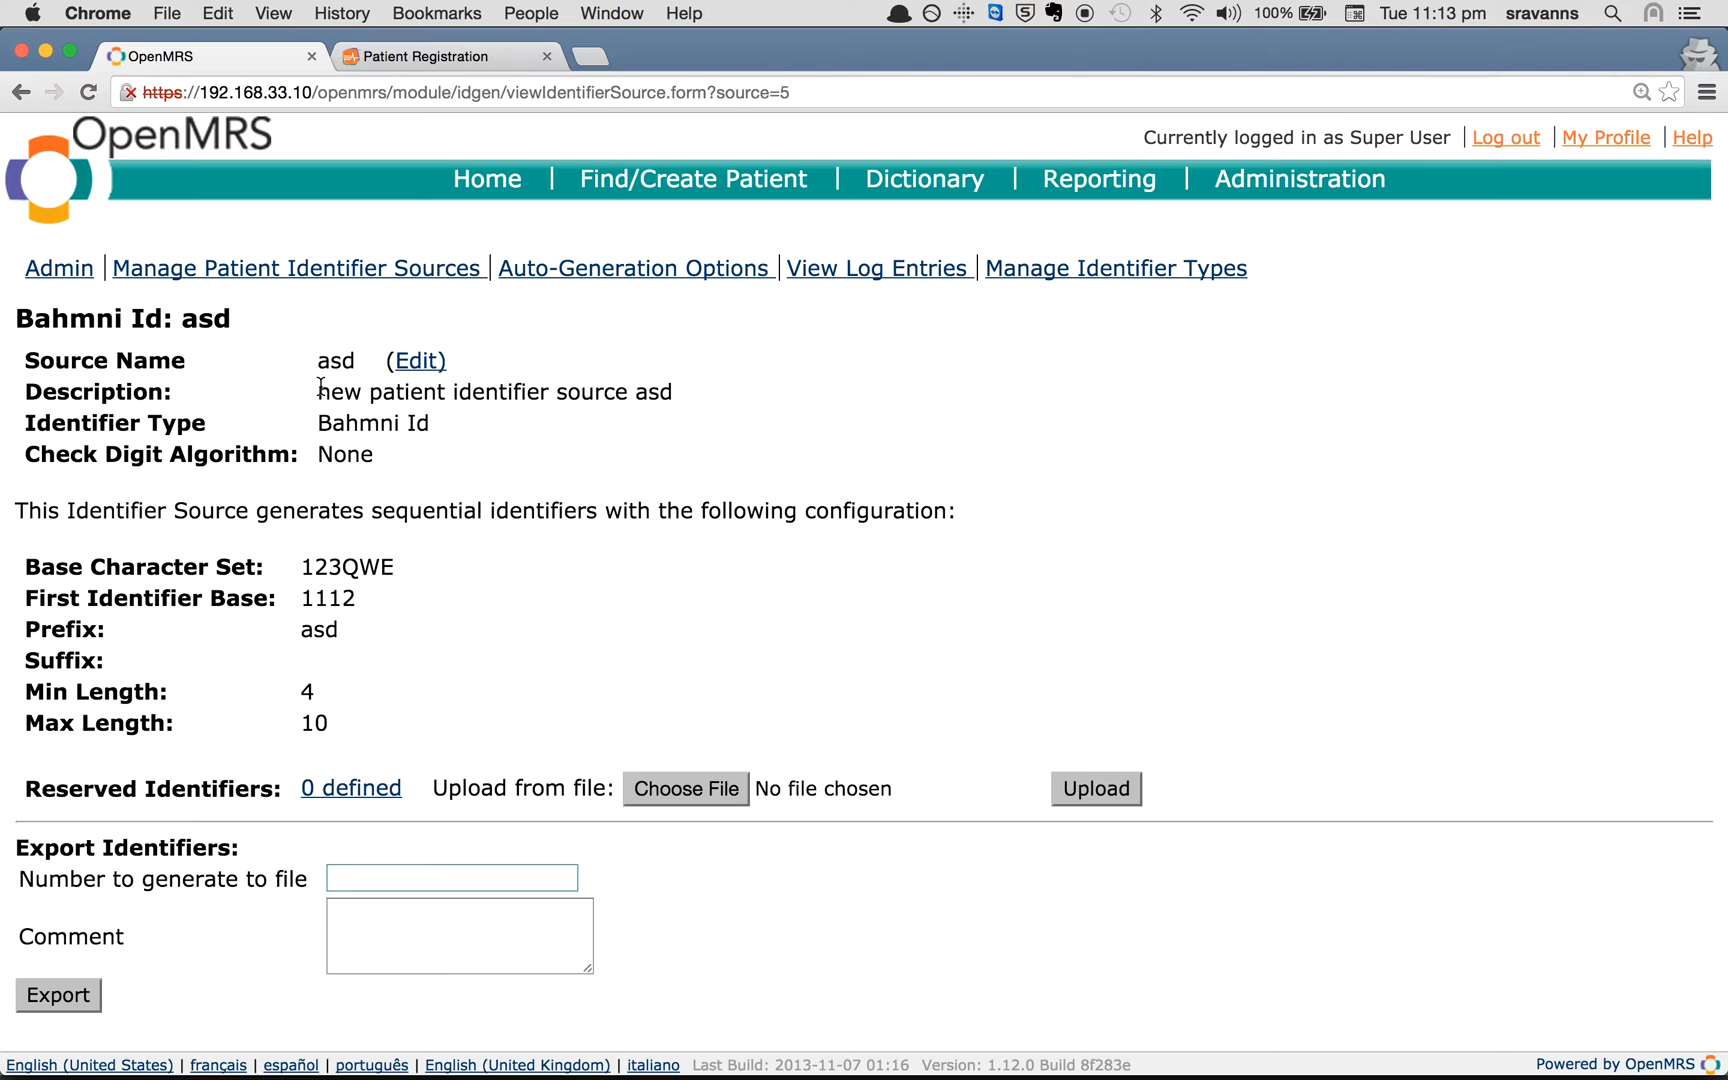 Chrome File Edit View History Bookmarks People Window Help 100% Tue 11:13 pm sravanns
OpenMRS Patient Registration
https://192.168.33.10/openmrs/module/idgen/viewIdentifierSource.form?source=5
OpenMRS
Currently logged in as Super User | Log out | My Profile | Help
Home | Find/Create Patient | Dictionary | Reporting | Administration
Admin | Manage Patient Identifier Sources | Auto-Generation Options | View Log Entries | Manage Identifier Types
Bahmni Id: asd
Source Name asd (Edit)
Description: new patient identifier source asd
Identifier Type Bahmni Id
Check Digit Algorithm: None
This Identifier Source generates sequential identifiers with the following configuration:
Base Character Set: 123QWE
First Identifier Base: 1112
Prefix: asd
Suffix:
Min Length: 4
Max Length: 10
Reserved Identifiers: 0 defined Upload from file: Choose File No file chosen Upload
Export Identifiers:
Number to generate to file
Comment
Export
English (United States) | français | español | português | English (United Kingdom) | italiano Last Build: 2013-11-07 01:16 Version: 1.12.0 Build 8f283e Powered by OpenMRS